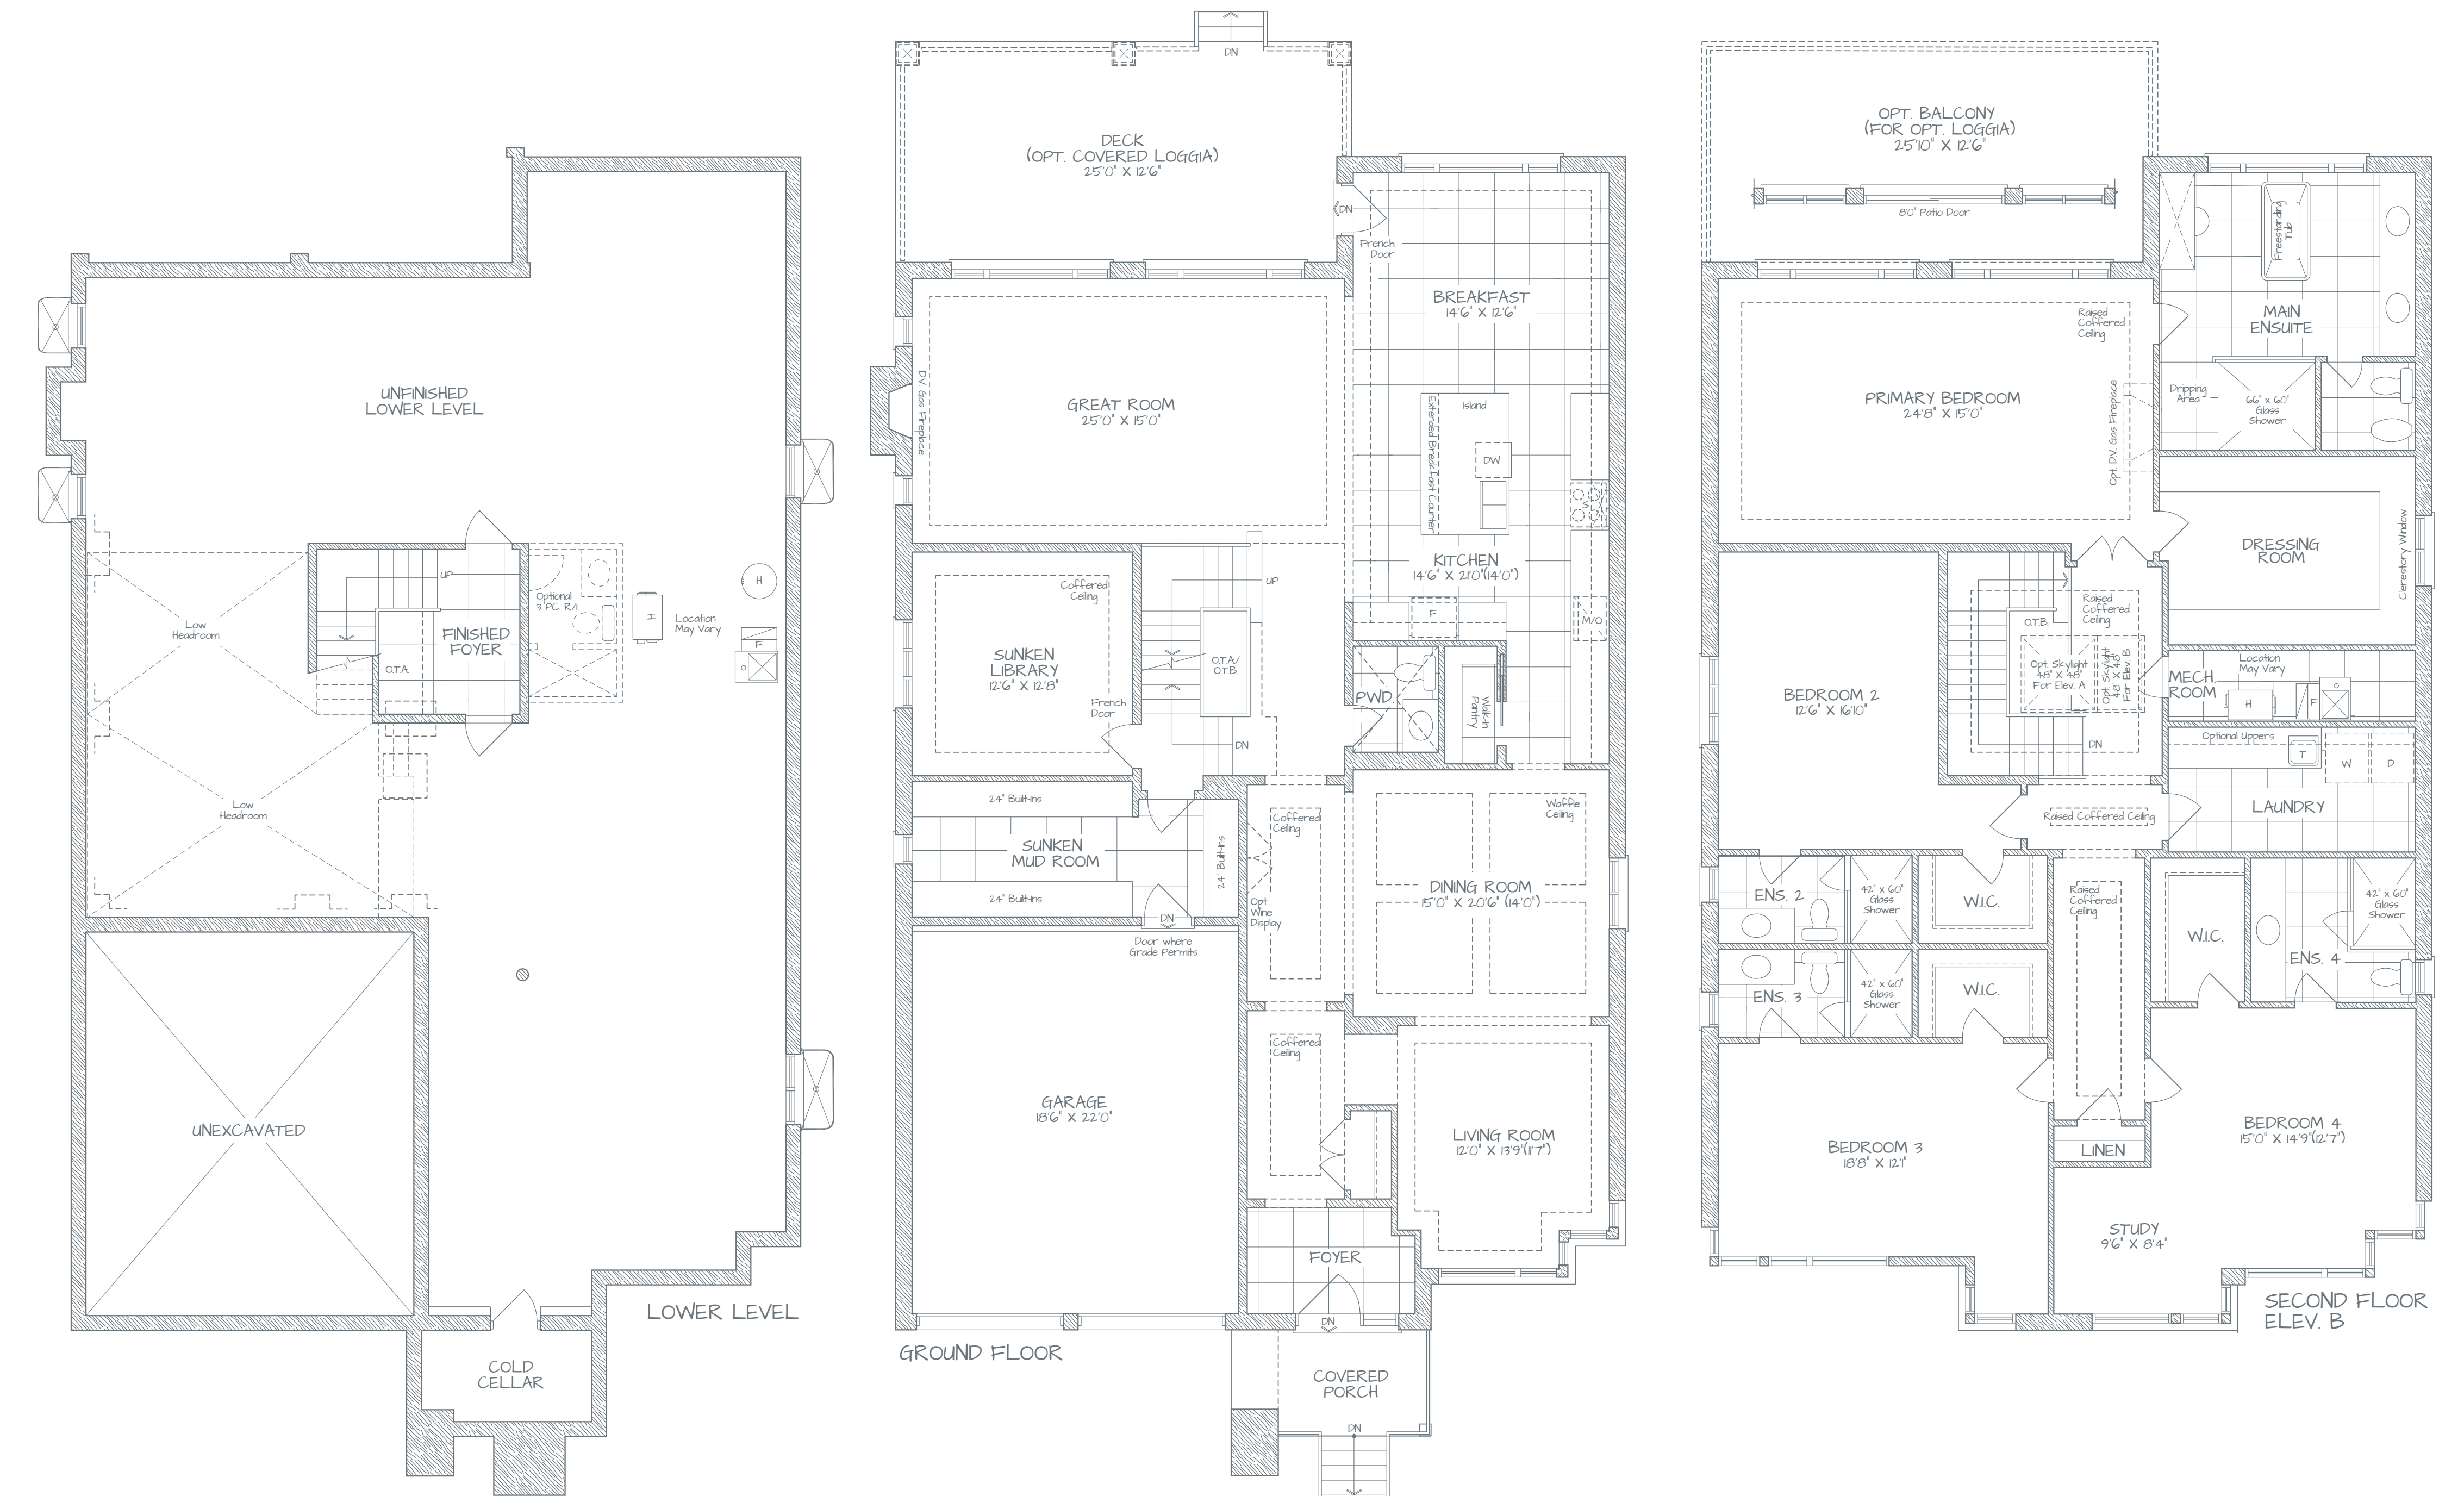 UNFINISHED
LOWER LEVEL
UP
Optional
3 PC. R/I
H
H
Location
May Vary
F
Low
Headroom
FINISHED
FOYER
O.T.A.
Low
Headroom
UNEXCAVATED
LOWER LEVEL
COLD
CELLAR
DN
DECK
(OPT. COVERED LOGGIA)
25'0" X 12'6"
DN
French
Door
BREAKFAST
14'6" X 12'6"
D.V. Gas Fireplace
GREAT ROOM
25'0" X 15'0"
Island
Extended Breakfast Counter
DW
S
KITCHEN
14'6" X 21'0"(14'0")
F
M/O
Coffered
Ceiling
UP
SUNKEN
LIBRARY
12'6" X 12'8"
O.T.A./
O.T.B.
French
Door
DN
PWD.
Walk-In
Pantry
24" Built-Ins
SUNKEN
MUD ROOM
24" Built-Ins
24" Built-Ins
DN
Door where
Grade Permits
Coffered
Ceiling
Opt.
Wine
Display
Waffle
Ceiling
DINING ROOM
15'0" X 20'6" (14'0")
Coffered
Ceiling
GARAGE
18'6" X 22'0"
LIVING ROOM
12'0" X 13'9"(11'7")
FOYER
DN
GROUND FLOOR
COVERED
PORCH
DN
OPT. BALCONY
(FOR OPT. LOGGIA)
25'10" X 12'6"
8'0" Patio Door
Freestanding
Tub
Raised
Coffered
Ceiling
MAIN
ENSUITE
PRIMARY BEDROOM
24'8" X 15'0"
Opt. D.V. Gas Fireplace
Dripping
Area
66" x 60"
Glass
Shower
DRESSING
ROOM
Clerestory Window
Raised
Coffered
Ceiling
O.T.B.
Opt. Skylight
48" X 48"
For Elev. A
Opt. Skylight
48" X 48"
For Elev. B
DN
MECH.
ROOM
Location
May Vary
H
F
Optional Uppers
T
W
D
LAUNDRY
BEDROOM 2
12'6" X 16'10"
Raised Coffered Ceiling
ENS. 2
42" x 60"
Glass
Shower
W.I.C.
Raised
Coffered
Ceiling
W.I.C.
42" x 60"
Glass
Shower
ENS. 4
ENS. 3
42" x 60"
Glass
Shower
W.I.C.
BEDROOM 3
18'8" X 12'1"
LINEN
BEDROOM 4
15'0" X 14'9"(12'7")
STUDY
9'6" X 8'4"
SECOND FLOOR
ELEV. B